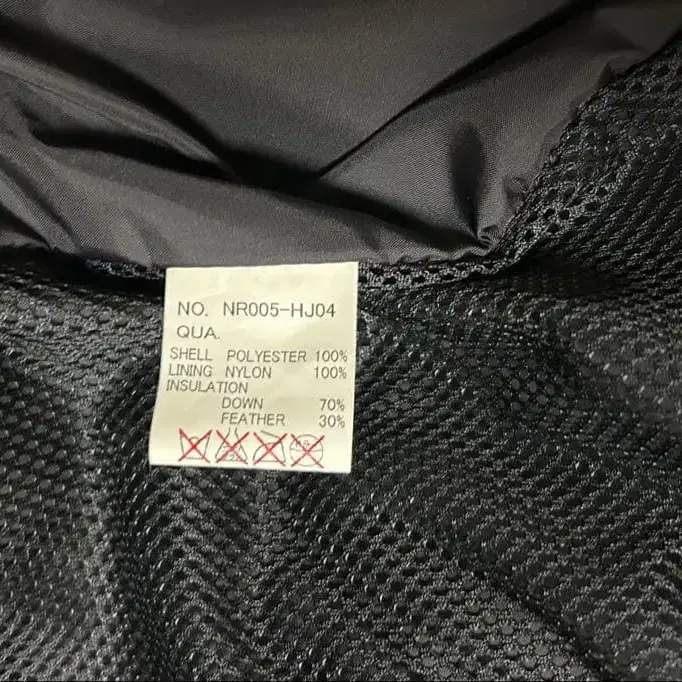 NO. NR005-HJ04
QUA.
SHELL POLYESTER 100%
LINING NYLON 100%
INSULATION
DOWN 70%
FEATHER 30%